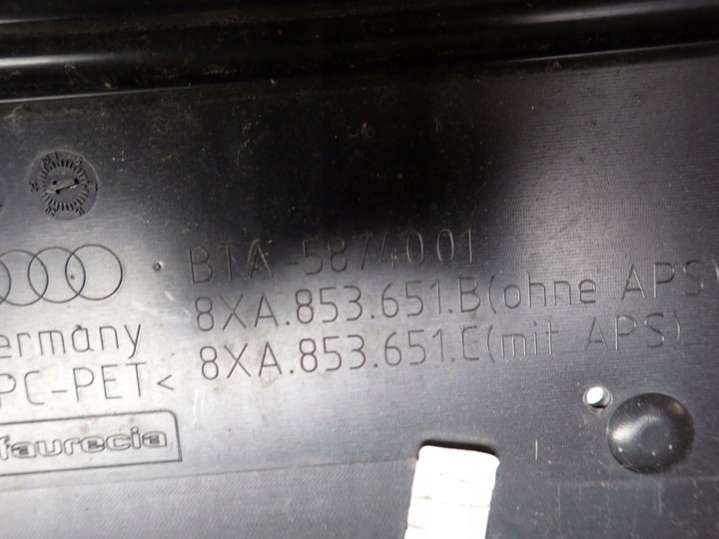 BTA-5874001
8XA.853.651.B(ohne APS)
ermany
8XA.853.651.C(mit APS)
PC-PET<
faurecia